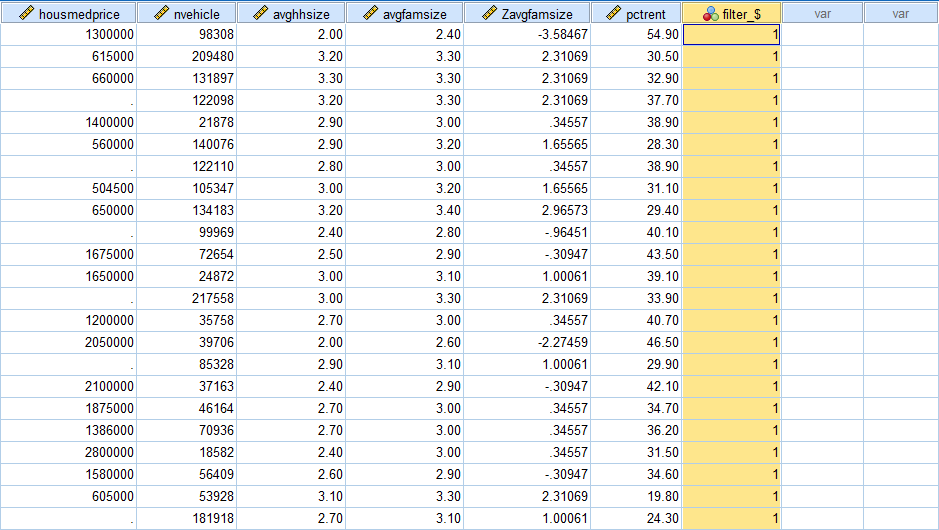 housmedprice nvehicle avghhsize avgfamsize Zavgfamsize pctrent filter_$ var var
1300000 98308 2.00 2.40 -3.58467 54.90 1
615000 209480 3.20 3.30 2.31069 30.50 1
660000 131897 3.30 3.30 2.31069 32.90 1
. 122098 3.20 3.30 2.31069 37.70 1
1400000 21878 2.90 3.00 .34557 38.90 1
560000 140076 2.90 3.20 1.65565 28.30 1
. 122110 2.80 3.00 .34557 38.90 1
504500 105347 3.00 3.20 1.65565 31.10 1
650000 134183 3.20 3.40 2.96573 29.40 1
. 99969 2.40 2.80 -.96451 40.10 1
1675000 72654 2.50 2.90 -.30947 43.50 1
1650000 24872 3.00 3.10 1.00061 39.10 1
. 217558 3.00 3.30 2.31069 33.90 1
1200000 35758 2.70 3.00 .34557 40.70 1
2050000 39706 2.00 2.60 -2.27459 46.50 1
. 85328 2.90 3.10 1.00061 29.90 1
2100000 37163 2.40 2.90 -.30947 42.10 1
1875000 46164 2.70 3.00 .34557 34.70 1
1386000 70936 2.70 3.00 .34557 36.20 1
2800000 18582 2.40 3.00 .34557 31.50 1
1580000 56409 2.60 2.90 -.30947 34.60 1
605000 53928 3.10 3.30 2.31069 19.80 1
. 181918 2.70 3.10 1.00061 24.30 1